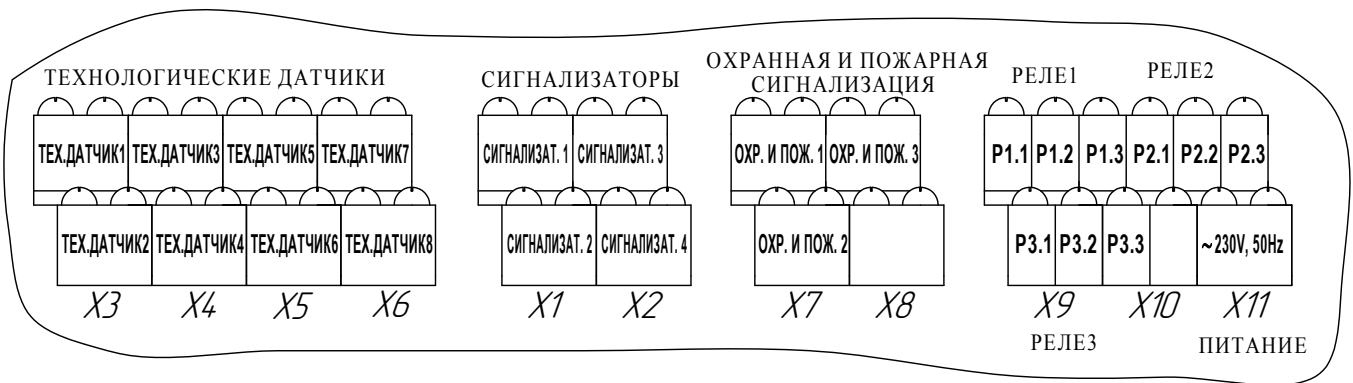 ТЕХНОЛОГИЧЕСКИЕ ДАТЧИКИ
ТЕХ.ДАТЧИК1 ТЕХ.ДАТЧИК3 ТЕХ.ДАТЧИК5 ТЕХ.ДАТЧИК7
ТЕХ.ДАТЧИК2 ТЕХ.ДАТЧИК4 ТЕХ.ДАТЧИК6 ТЕХ.ДАТЧИК8
X3 X4 X5 X6
СИГНАЛИЗАТОРЫ
СИГНАЛИЗАТ. 1 СИГНАЛИЗАТ. 3
СИГНАЛИЗАТ. 2 СИГНАЛИЗАТ. 4
X1 X2
ОХРАННАЯ И ПОЖАРНАЯ
СИГНАЛИЗАЦИЯ
ОХР. И ПОЖ. 1 ОХР. И ПОЖ. 3
ОХР. И ПОЖ. 2
X7 X8
РЕЛЕ1 РЕЛЕ2
Р1.1 Р1.2 Р1.3 Р2.1 Р2.2 Р2.3
Р3.1 Р3.2 Р3.3 ~230V, 50Hz
X9 X10 X11
РЕЛЕ3 ПИТАНИЕ